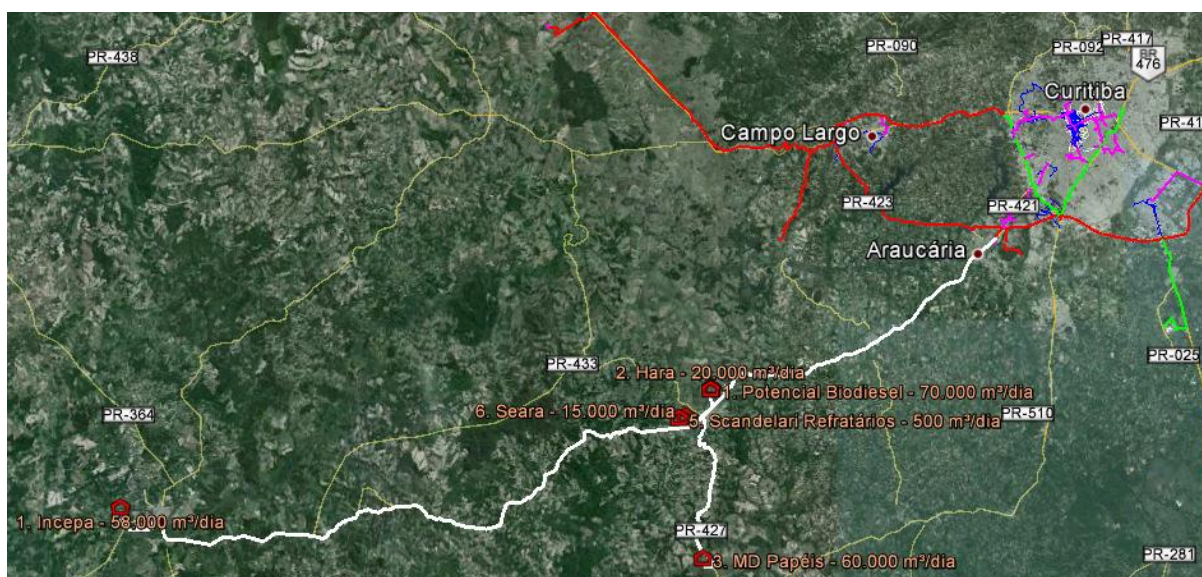 PR-438
PR-090
PR-092
PR-417
BR
476
Curitiba
Campo Largo
PR-41
PR-423
PR-421
Araucária
PR-433
2. Hara - 20.000 m³/dia
1. Potencial Biodiesel - 70.000 m³/dia
PR-025
PR-364
6. Seara - 15.000 m³/dia
5. Scandelari Refratários - 500 m³/dia
PR-510
1. Incepa - 58.000 m³/dia
PR-427
3. MD Papéis - 60.000 m³/dia
PR-281